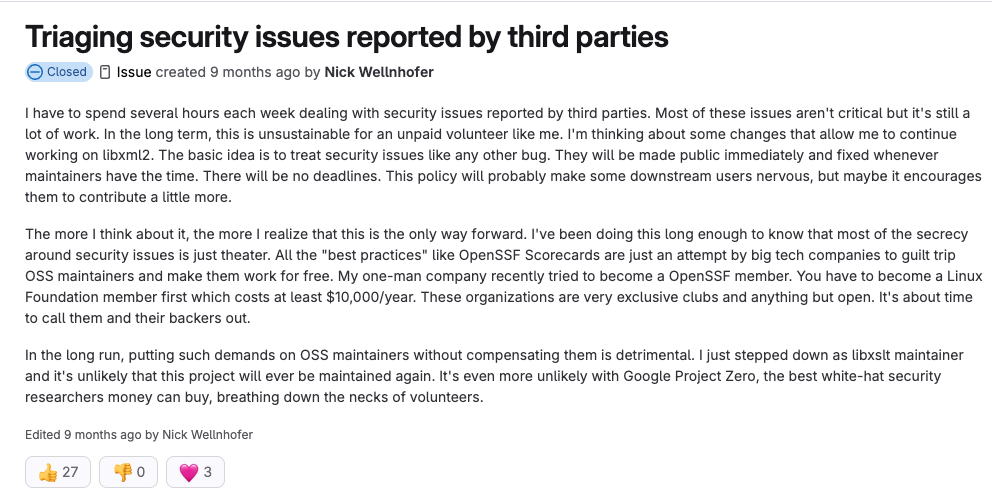 Triaging security issues reported by third parties
Closed Issue created 9 months ago by Nick Wellnhofer
I have to spend several hours each week dealing with security issues reported by third parties. Most of these issues aren't critical but it's still a
lot of work. In the long term, this is unsustainable for an unpaid volunteer like me. I'm thinking about some changes that allow me to continue
working on libxml2. The basic idea is to treat security issues like any other bug. They will be made public immediately and fixed whenever
maintainers have the time. There will be no deadlines. This policy will probably make some downstream users nervous, but maybe it encourages
them to contribute a little more.
The more I think about it, the more I realize that this is the only way forward. I've been doing this long enough to know that most of the secrecy
around security issues is just theater. All the "best practices" like OpenSSF Scorecards are just an attempt by big tech companies to guilt trip
OSS maintainers and make them work for free. My one-man company recently tried to become a OpenSSF member. You have to become a Linux
Foundation member first which costs at least $10,000/year. These organizations are very exclusive clubs and anything but open. It's about time
to call them and their backers out.
In the long run, putting such demands on OSS maintainers without compensating them is detrimental. I just stepped down as libxslt maintainer
and it's unlikely that this project will ever be maintained again. It's even more unlikely with Google Project Zero, the best white-hat security
researchers money can buy, breathing down the necks of volunteers.
Edited 9 months ago by Nick Wellnhofer
👍 27 👎 0 💗 3